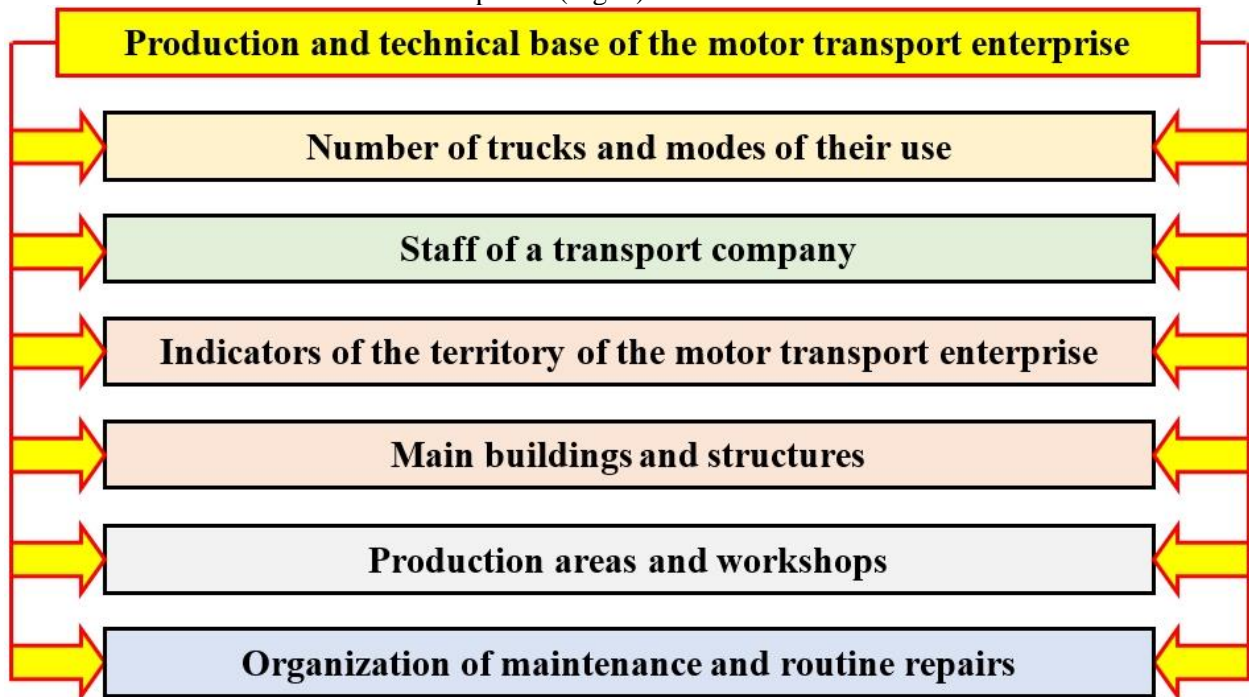 Production and technical base of the motor transport enterprise
Number of trucks and modes of their use
Staff of a transport company
Indicators of the territory of the motor transport enterprise
Main buildings and structures
Production areas and workshops
Organization of maintenance and routine repairs